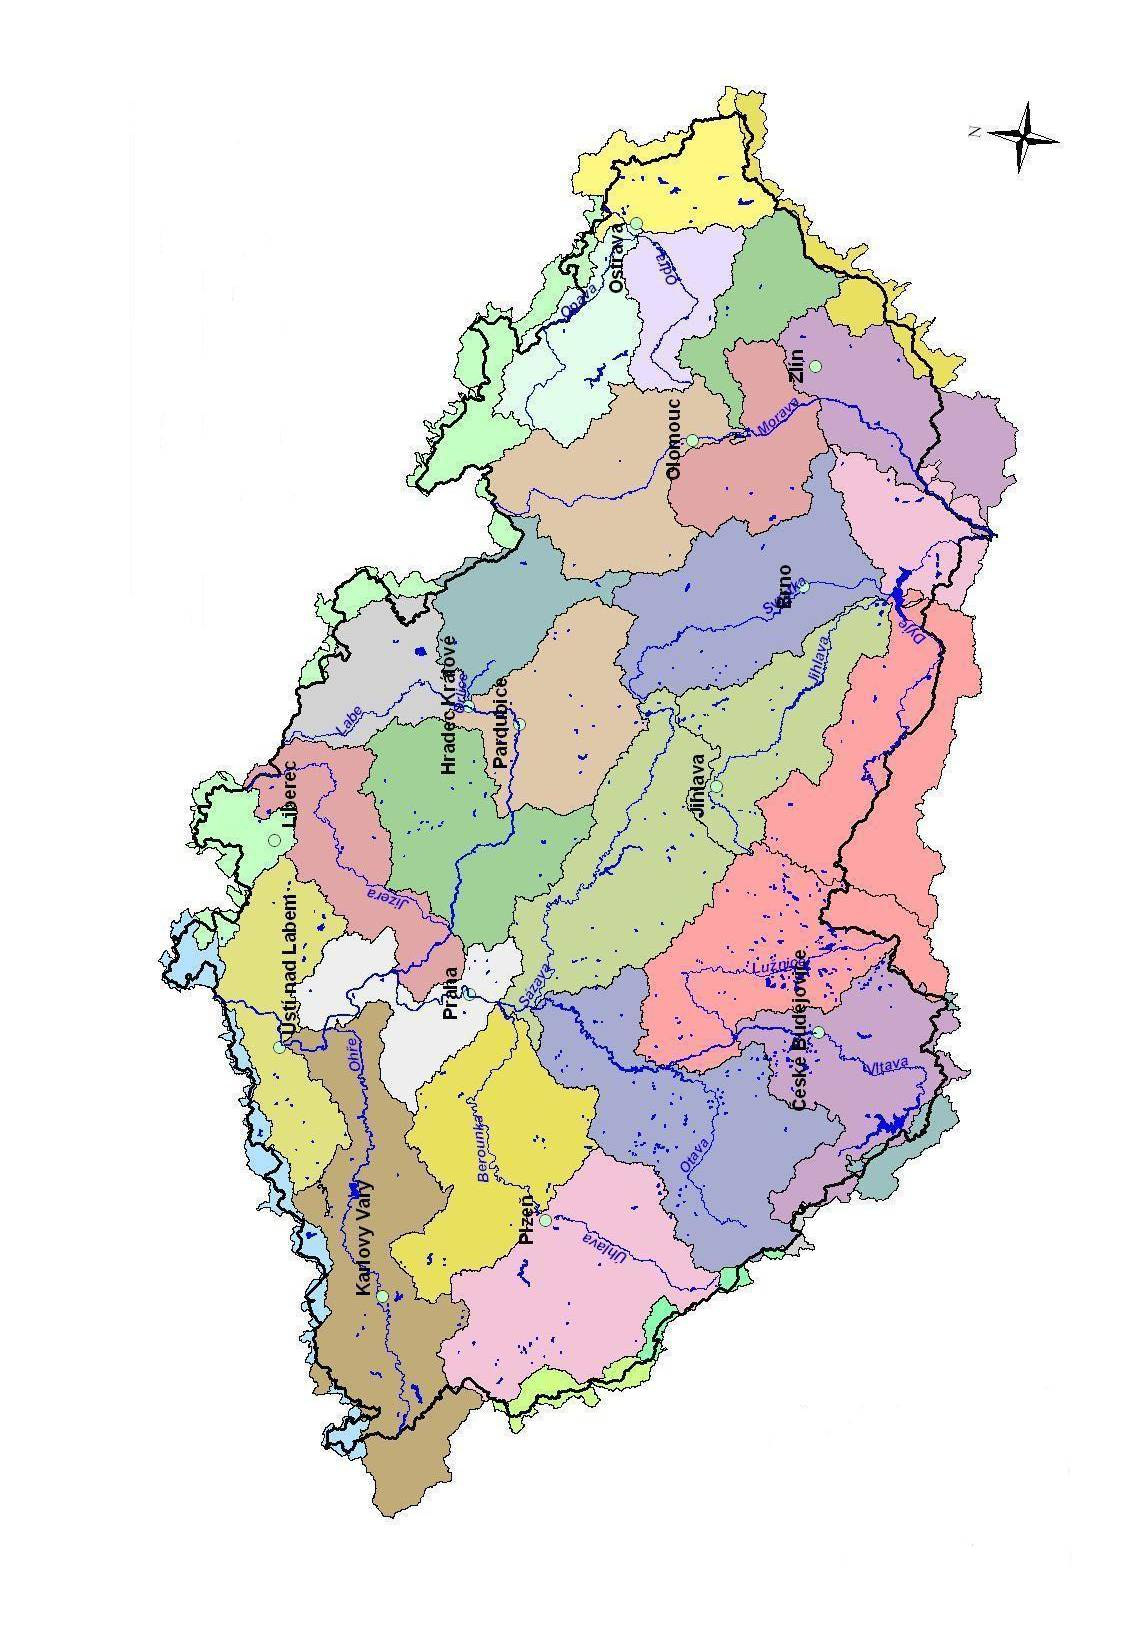 N
Ostrava
Odra
Opava
Zlín
Olomouc
Morava
Brno
Svratka
Dyje
Jihlava
Jihlava
Hradec Králové
Orlice
Pardubice
Labe
Liberec
Jizera
Ústí nad Labem
Praha
Sázava
Lužnice
České Budějovice
Vltava
Ohře
Berounka
Otava
Karlovy Vary
Plzeň
Úhlava